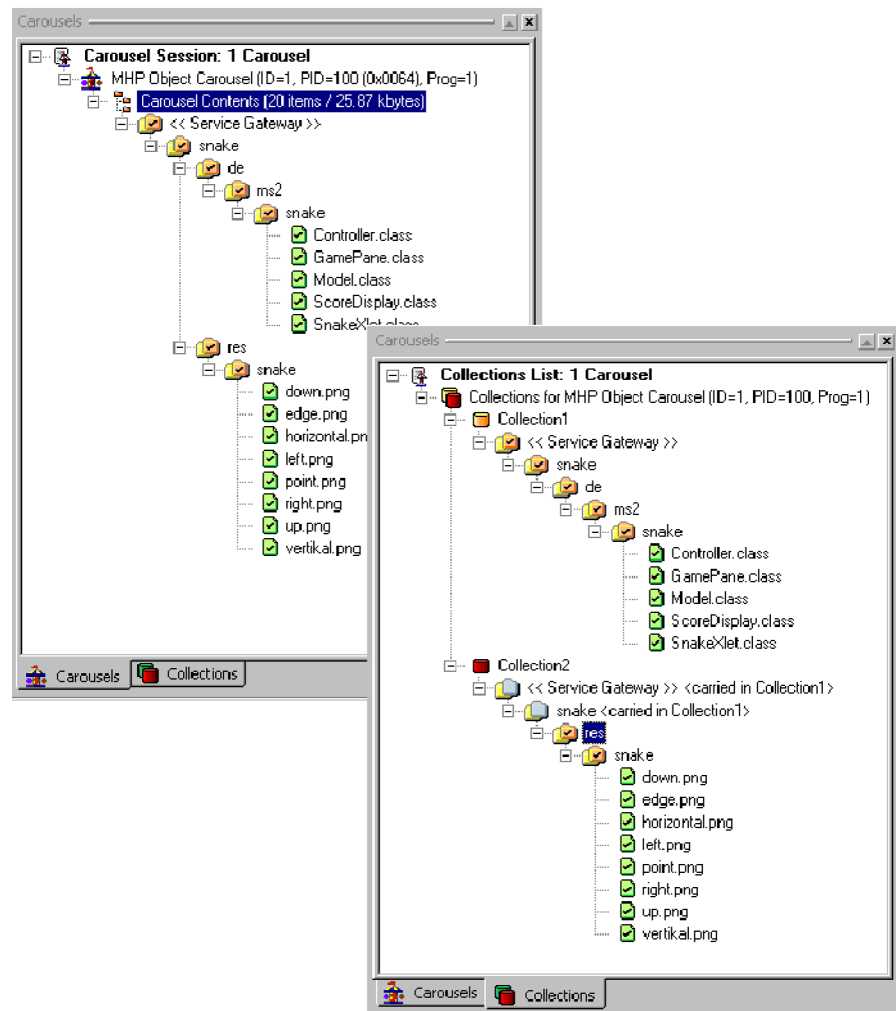 Carousels
Carousel Session: 1 Carousel
MHP Object Carousel (ID=1, PID=100 (0x0064), Prog=1)
Carousel Contents (20 items / 25.87 kbytes)
<< Service Gateway >>
snake
de
ms2
snake
Controller.class
GamePane.class
Model.class
ScoreDisplay.class
SnakeXlet.class
res
snake
down.png
edge.png
horizontal.pn
left.png
point.png
right.png
up.png
vertikal.png
Carousels
Collections
Carousels
Collections List: 1 Carousel
Collections for MHP Object Carousel (ID=1, PID=100, Prog=1)
Collection1
<< Service Gateway >>
snake
de
ms2
snake
Controller.class
GamePane.class
Model.class
ScoreDisplay.class
SnakeXlet.class
Collection2
<< Service Gateway >> <carried in Collection1>
snake <carried in Collection1>
res
snake
down.png
edge.png
horizontal.png
left.png
point.png
right.png
up.png
vertikal.png
Carousels
Collections